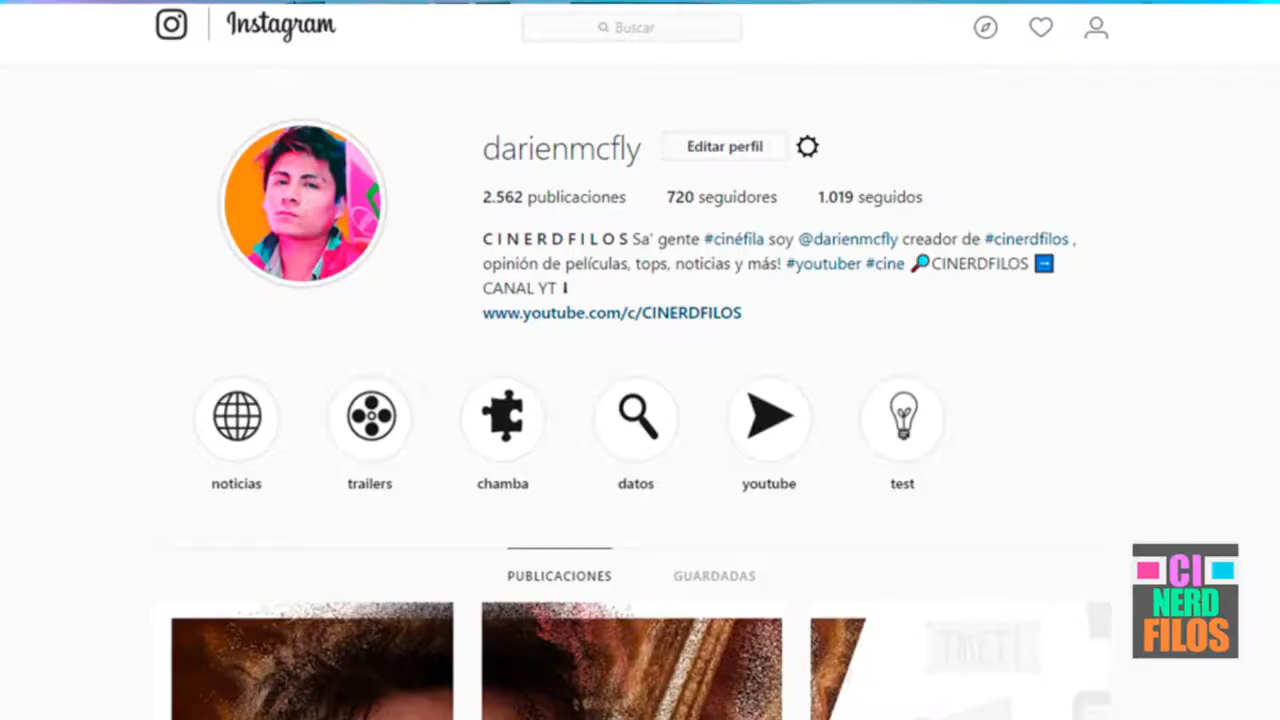 Instagram
Buscar
darienmcfly Editar perfil
2.562 publicaciones 720 seguidores 1.019 seguidos
C I N E R D F I L O S Sa' gente #cinéfila soy @darienmcfly creador de #cinerdfilos ,
opinión de películas, tops, noticias y más! #youtuber #cine 🔎CINERDFILOS ➡
CANAL YT ⬇
www.youtube.com/c/CINERDFILOS
noticias trailers chamba datos youtube test
PUBLICACIONES GUARDADAS
CI
NERD
FILOS